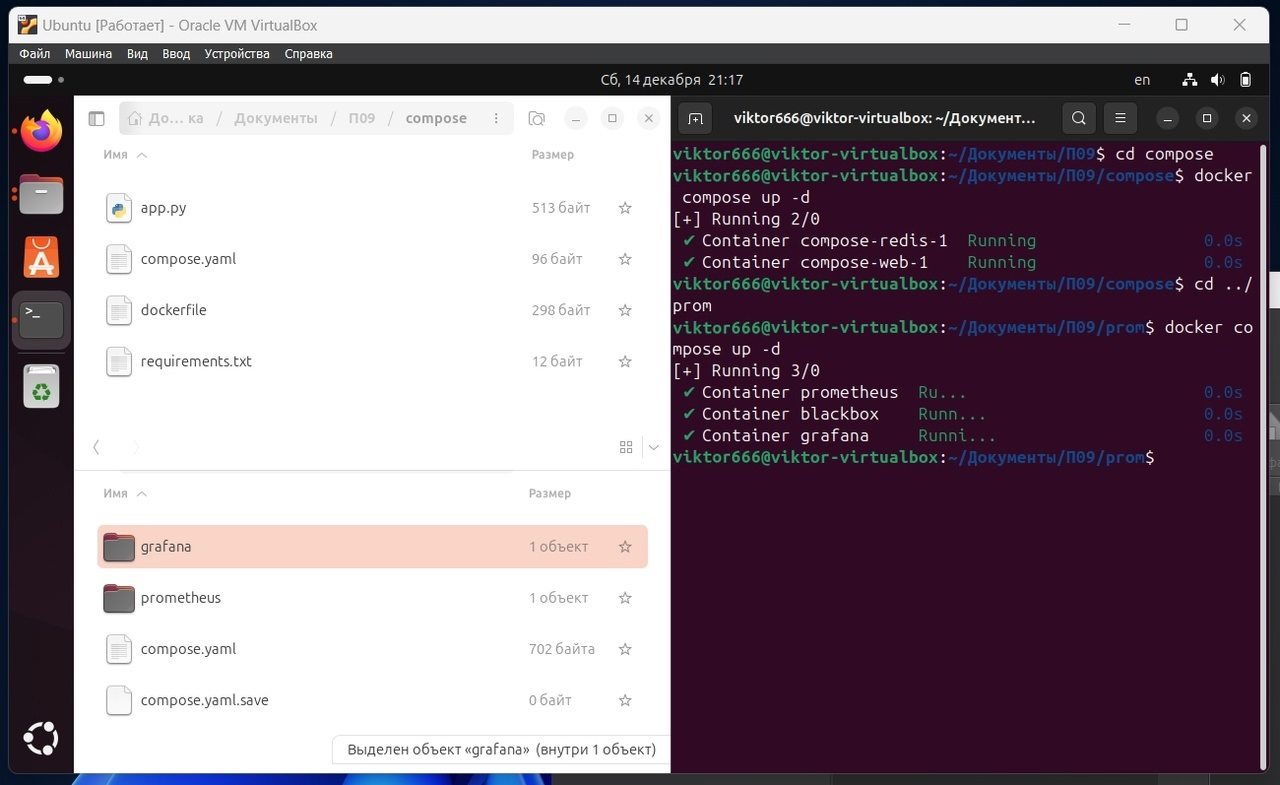 Ubuntu [Работает] - Oracle VM VirtualBox
Файл Машина Вид Ввод Устройства Справка
Сб, 14 декабря 21:17
en
До... ка / Документы / П09 / compose
Имя Размер
app.py 513 байт
compose.yaml 96 байт
dockerfile 298 байт
requirements.txt 12 байт
Имя Размер
grafana 1 объект
prometheus 1 объект
compose.yaml 702 байта
compose.yaml.save 0 байт
Выделен объект «grafana» (внутри 1 объект)
viktor666@viktor-virtualbox: ~/Документ...
viktor666@viktor-virtualbox:~/Документы/П09$ cd compose
viktor666@viktor-virtualbox:~/Документы/П09/compose$ docker
compose up -d
[+] Running 2/0
✔ Container compose-redis-1 Running 0.0s
✔ Container compose-web-1 Running 0.0s
viktor666@viktor-virtualbox:~/Документы/П09/compose$ cd ../
prom
viktor666@viktor-virtualbox:~/Документы/П09/prom$ docker co
mpose up -d
[+] Running 3/0
✔ Container prometheus Ru... 0.0s
✔ Container blackbox Runn... 0.0s
✔ Container grafana Runni... 0.0s
viktor666@viktor-virtualbox:~/Документы/П09/prom$